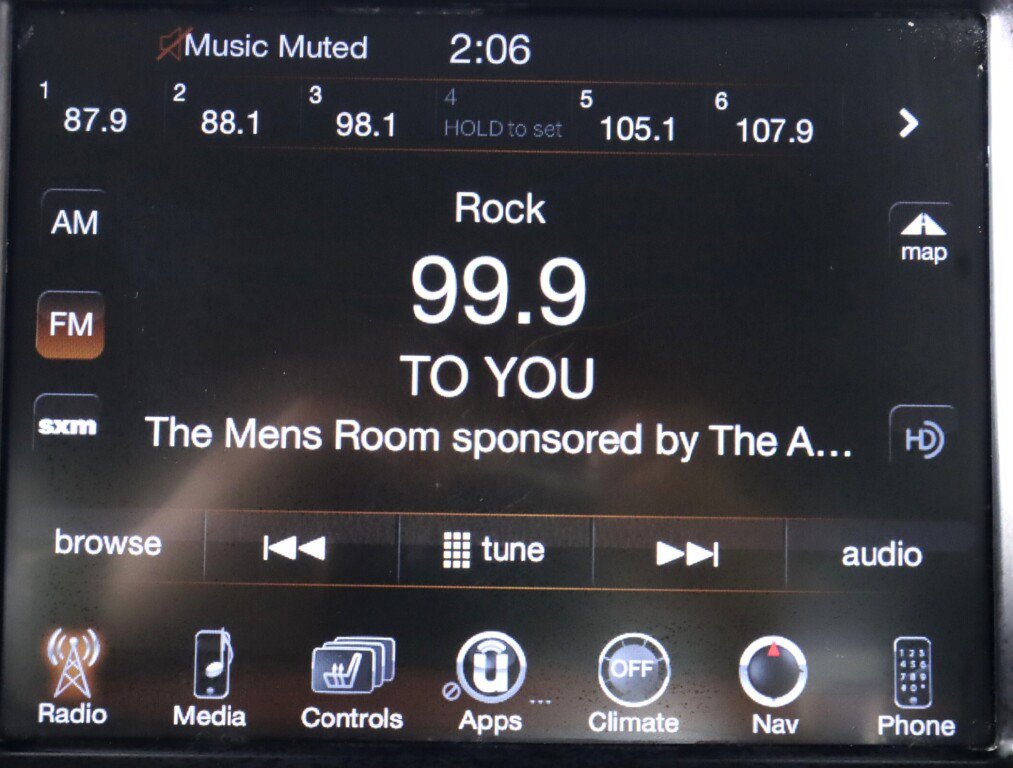 Music Muted 2:06
1 2 3 4 5 6
87.9 88.1 98.1 HOLD to set 105.1 107.9
Rock
AM
map
99.9
FM
TO YOU
sxm
The Mens Room sponsored by The A...
HD
browse tune audio
OFF
Radio Media Controls Apps Climate Nav Phone